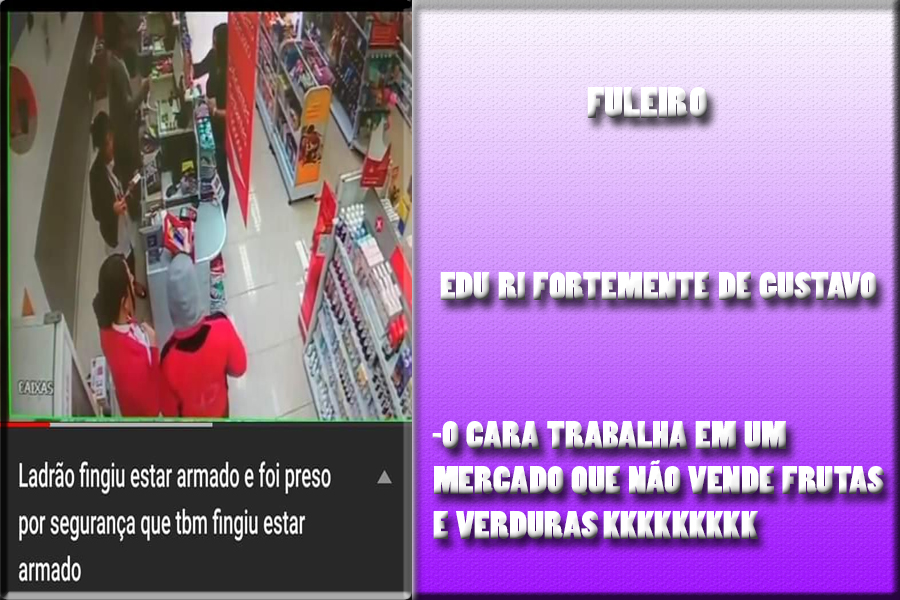 CAIXAS
Ladrão fingiu estar armado e foi preso
por segurança que tbm fingiu estar
armado
FULEIRO
EDU RI FORTEMENTE DE GUSTAVO
-O CARA TRABALHA EM UM
MERCADO QUE NÃO VENDE FRUTAS
E VERDURAS KKKKKKKKK